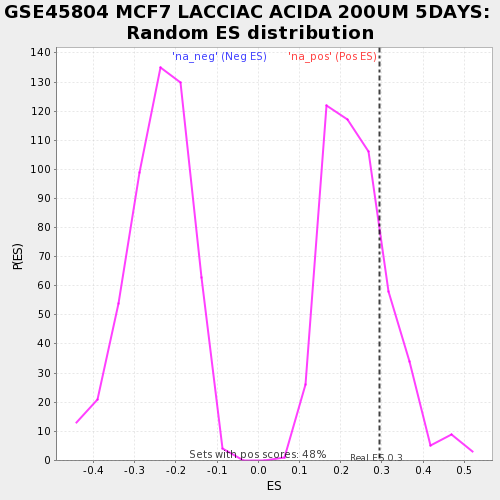 GSE45804 MCF7 LACCIAC ACIDA 200UM 5DAYS:
Random ES distribution
'na_neg' (Neg ES) 'na_pos' (Pos ES)
140
130
120
110
100
90
80
70
60
50
40
30
20
10
0
P(ES)
Sets with pos scores: 48%
Real ES 0.3
-0.4 -0.3 -0.2 -0.1 0.0 0.1 0.2 0.3 0.4 0.5
ES